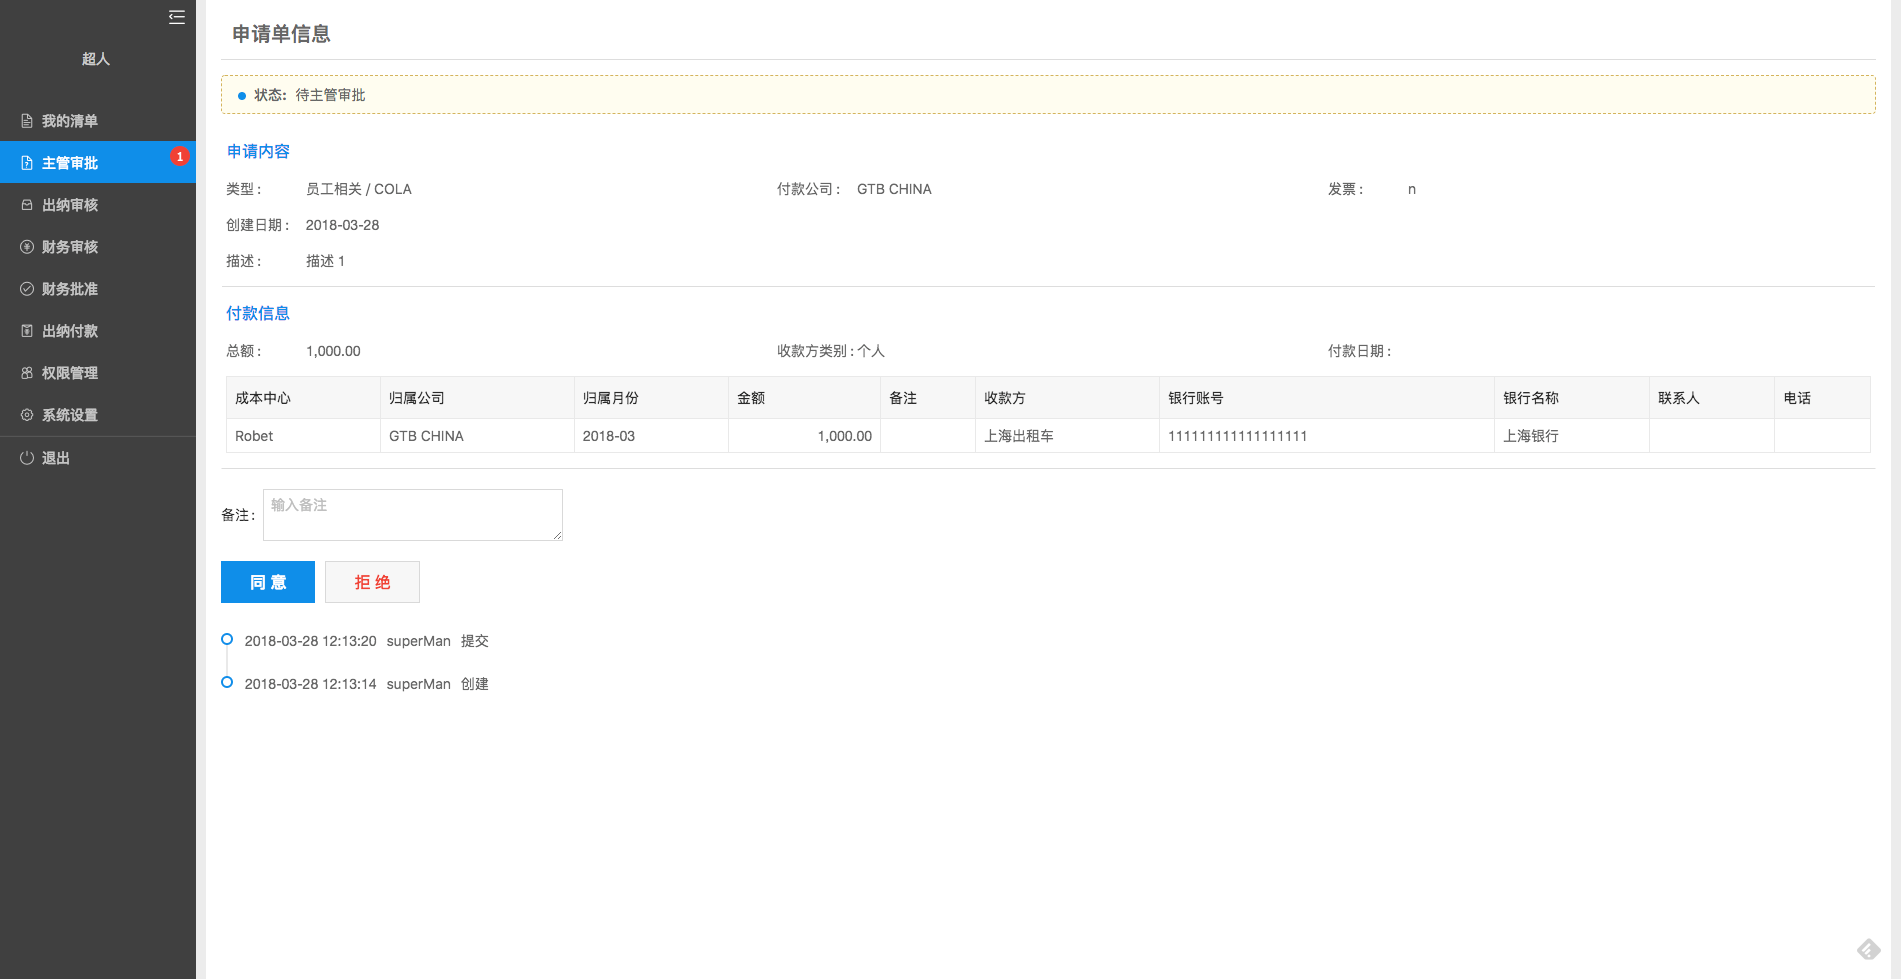 超人
我的清单
主管审批 1
出纳审核
财务审核
财务批准
出纳付款
权限管理
系统设置
退出
申请单信息
状态: 待主管审批
申请内容
类型 : 员工相关 / COLA 付款公司 : GTB CHINA 发票 : n
创建日期 : 2018-03-28
描述 : 描述 1
付款信息
总额 : 1,000.00 收款方类别 : 个人 付款日期 :
成本中心 归属公司 归属月份 金额 备注 收款方 银行账号 银行名称 联系人 电话
Robet GTB CHINA 2018-03 1,000.00 上海出租车 111111111111111111 上海银行
备注 : 输入备注
同 意 拒 绝
2018-03-28 12:13:20 superMan 提交
2018-03-28 12:13:14 superMan 创建